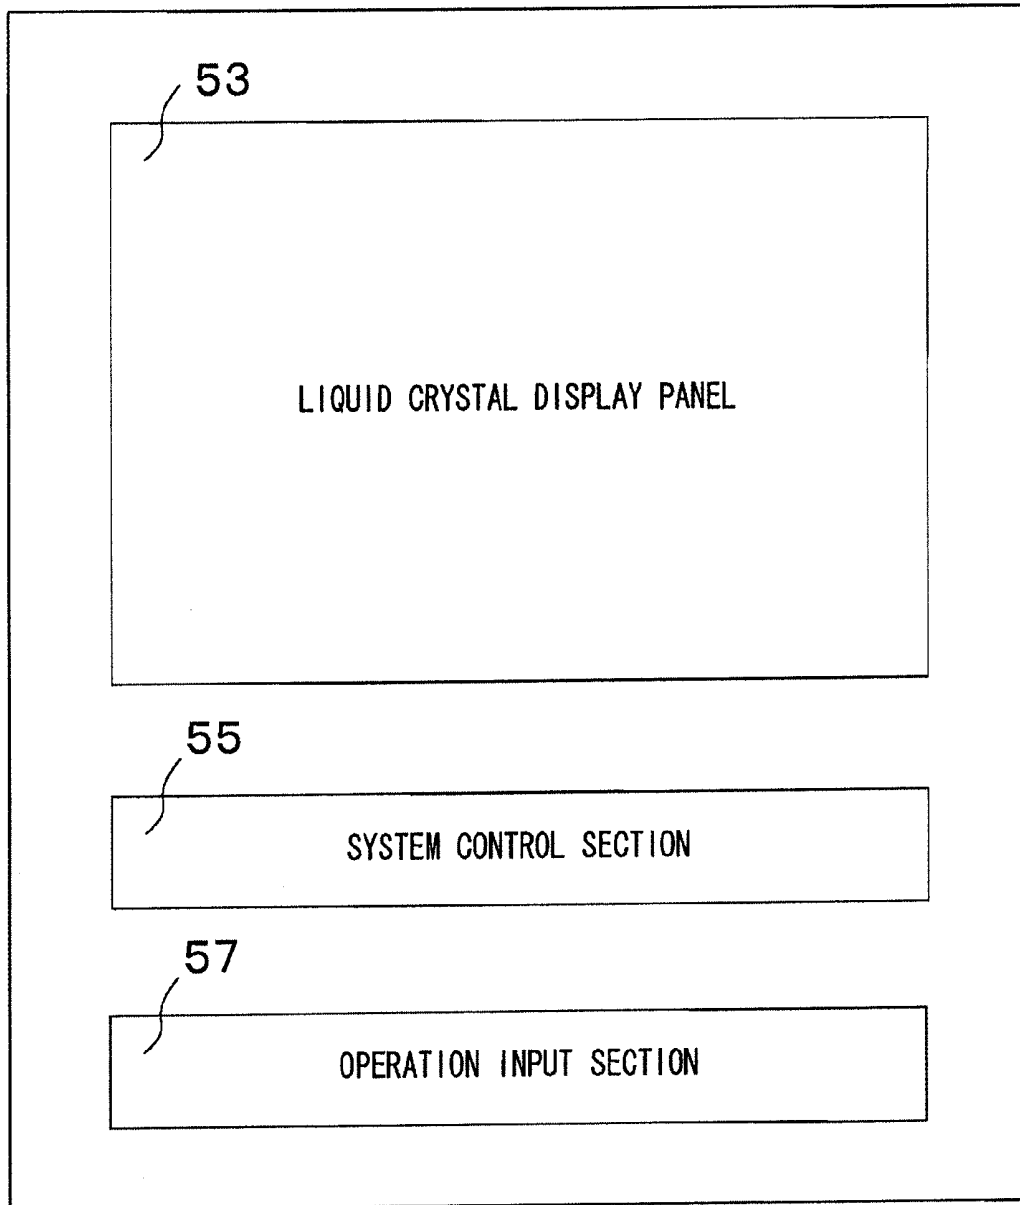 53
LIQUID CRYSTAL DISPLAY PANEL
55
SYSTEM CONTROL SECTION
57
OPERATION INPUT SECTION